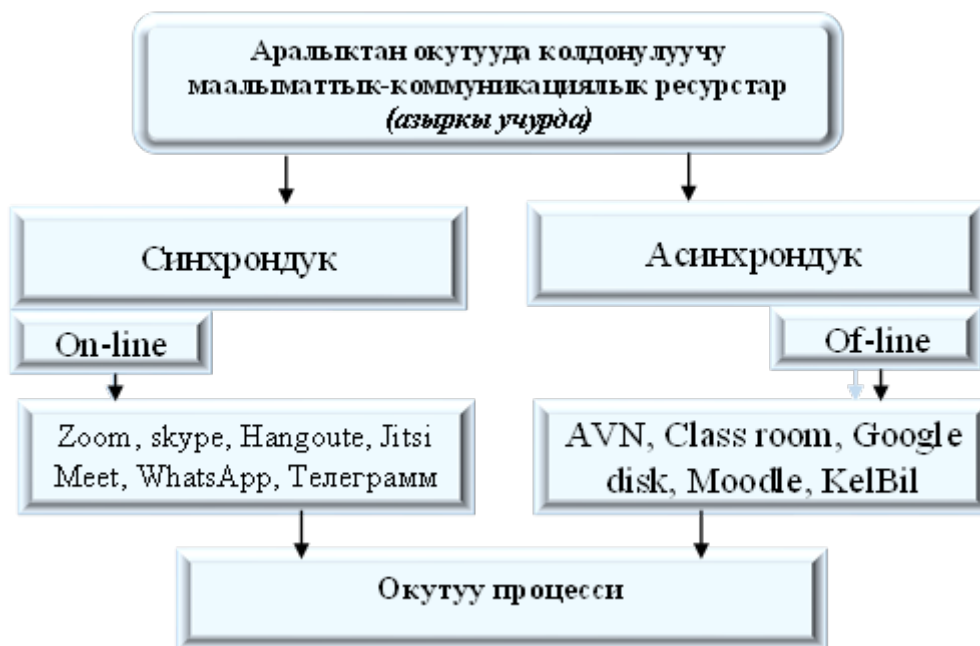 Аралыктан окутууда колдонулуучу
маалыматтык-коммуникациялык ресурстар
(азыркы учурда)
Синхрондук
Асинхрондук
On-line
Of-line
Zoom, skype, Hangoute, Jitsi
Meet, WhatsApp, Телеграмм
AVN, Class room, Google
disk, Moodle, KelBil
Окутуу процесси